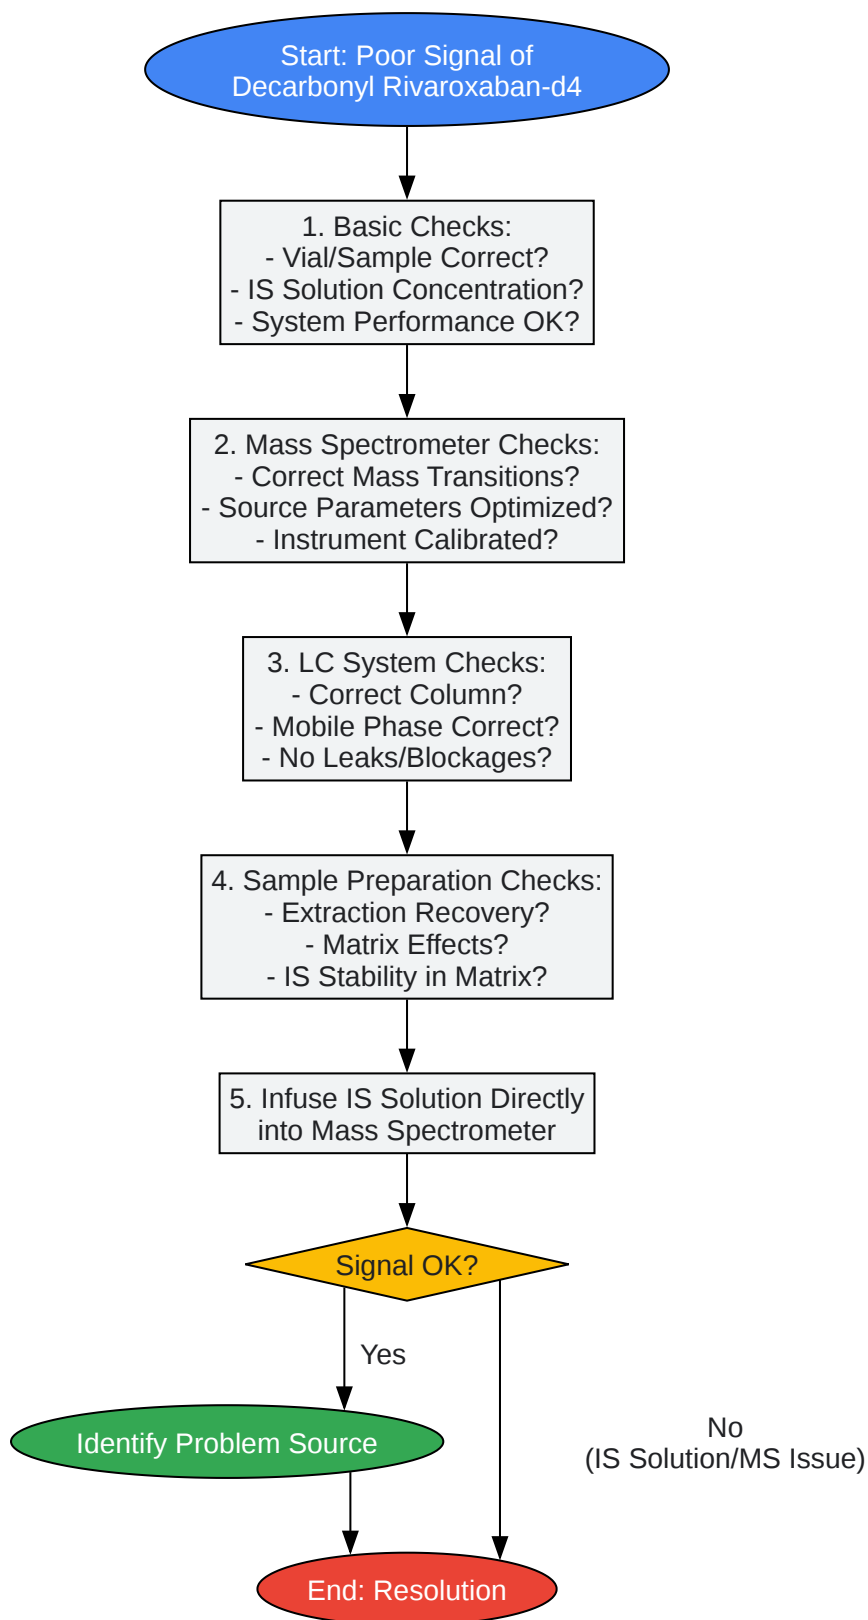 Start: Poor Signal of
Decarbonyl Rivaroxaban-d4
1. Basic Checks:
- Vial/Sample Correct?
- IS Solution Concentration?
- System Performance OK?
2. Mass Spectrometer Checks:
- Correct Mass Transitions?
- Source Parameters Optimized?
- Instrument Calibrated?
3. LC System Checks:
- Correct Column?
- Mobile Phase Correct?
- No Leaks/Blockages?
4. Sample Preparation Checks:
- Extraction Recovery?
- Matrix Effects?
- IS Stability in Matrix?
5. Infuse IS Solution Directly
into Mass Spectrometer
Signal OK?
Yes
No
(IS Solution/MS Issue)
Identify Problem Source
End: Resolution